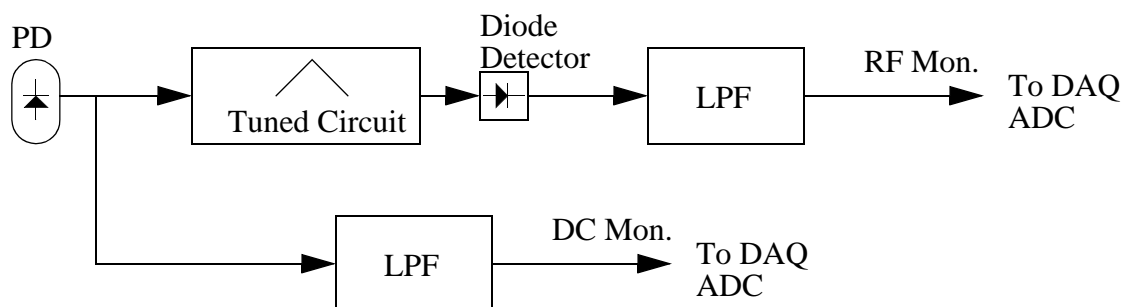 PD
Diode
Detector
Tuned Circuit
LPF
RF Mon.
To DAQ
ADC
LPF
DC Mon.
To DAQ
ADC